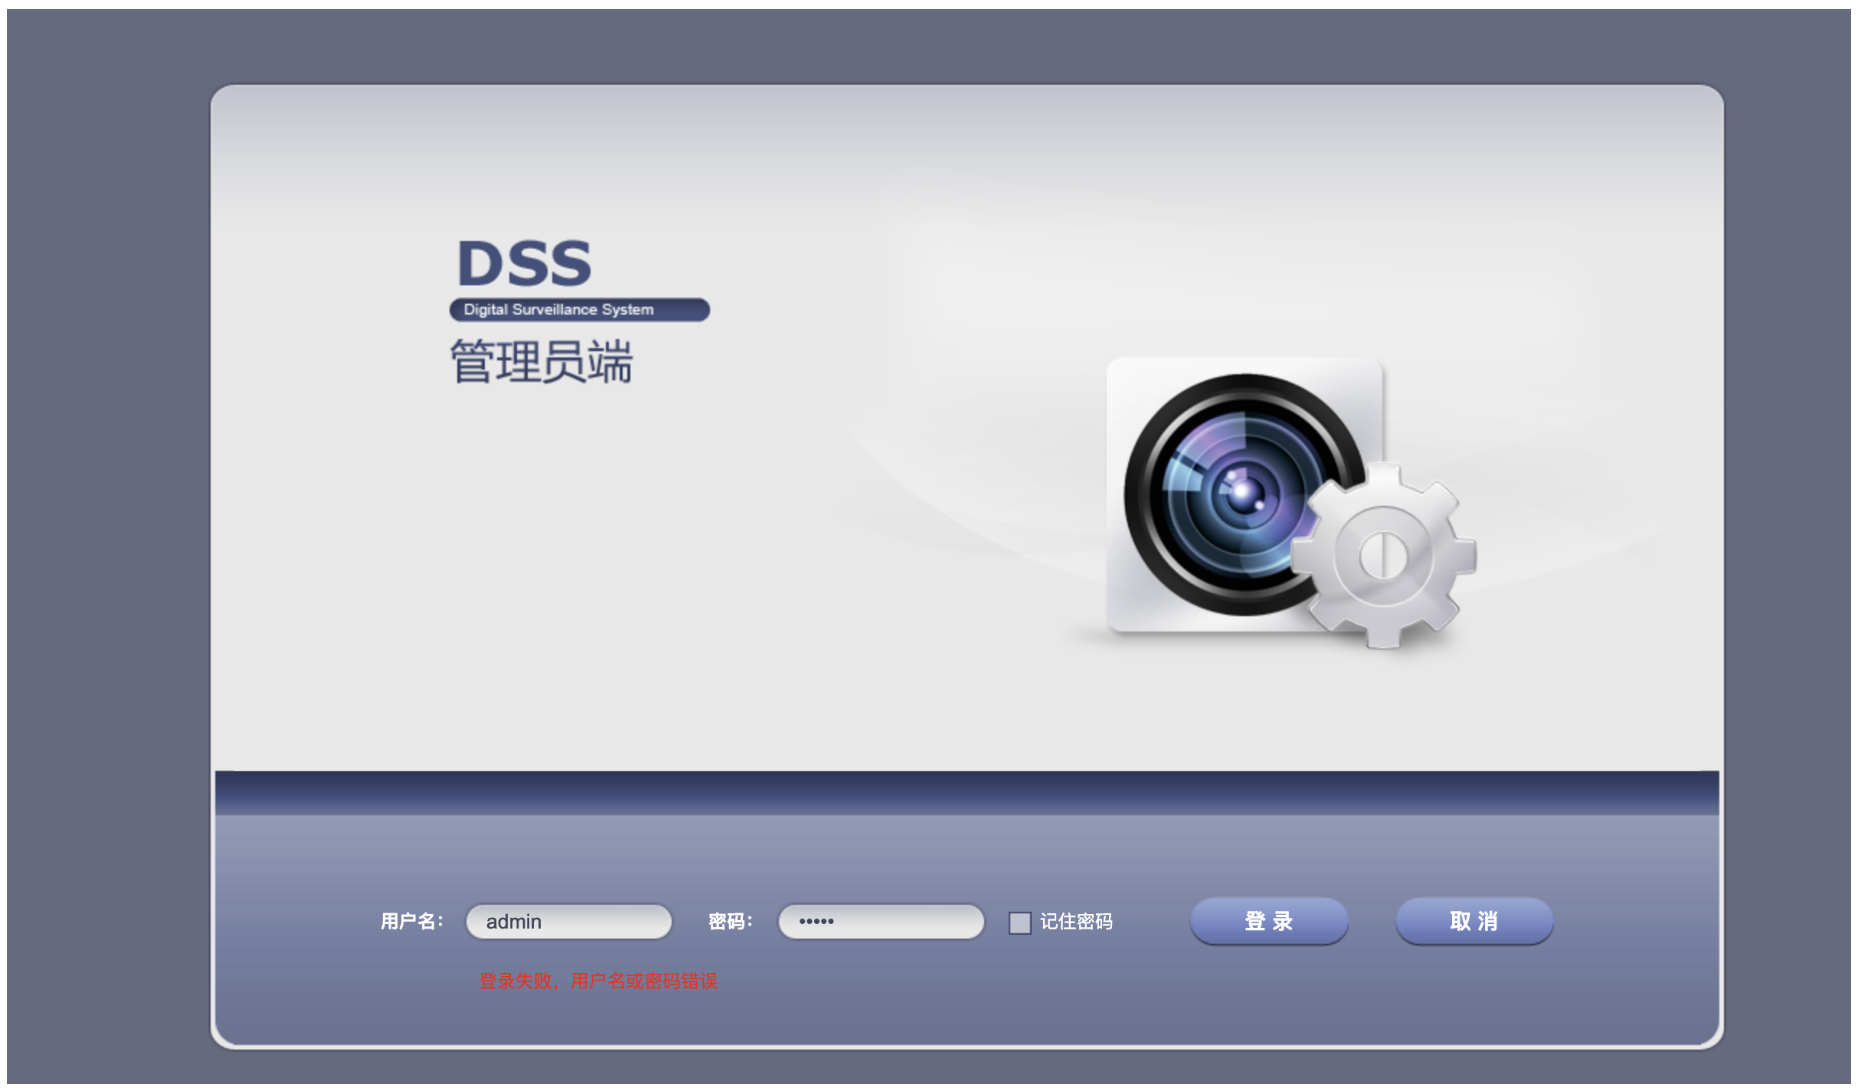 DSS
Digital Surveillance System
管理员端
用户名: admin 密码: ••••• 记住密码 登 录 取 消
登录失败，用户名或密码错误